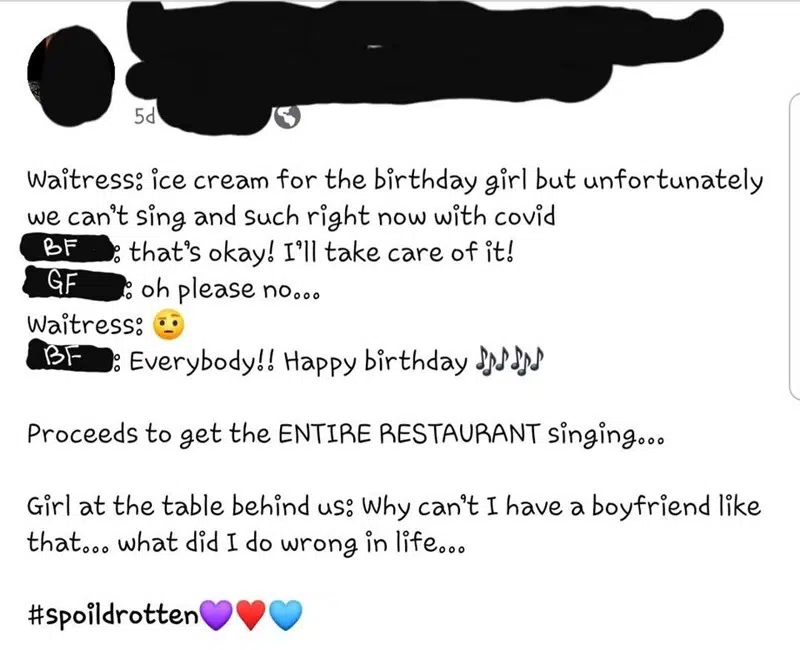 5d
Waitress: ice cream for the birthday girl but unfortunately
we can't sing and such right now with covid
BF: that's okay! I'll take care of it!
GF: oh please no...
Waitress: 🤨
BF: Everybody!! Happy birthday 🎶🎶
Proceeds to get the ENTIRE RESTAURANT singing...
Girl at the table behind us: Why can't I have a boyfriend like
that... what did I do wrong in life...
#spoildrotten💜❤️💙